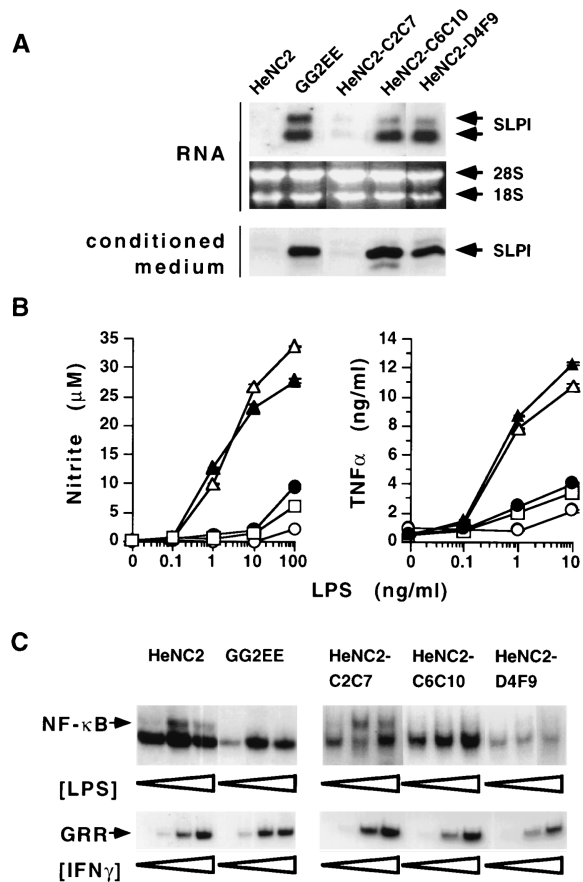 A
HeNC2
GG2EE
HeNC2-C2C7
HeNC2-C6C10
HeNC2-D4F9
RNA
SLPI
28S
18S
conditioned
medium
SLPI
B
Nitrite (μM)
35
30
25
20
15
10
5
0
0 0.1 1 10 100
TNFα (ng/ml)
14
12
10
8
6
4
2
0
0 0.1 1 10
LPS (ng/ml)
C
HeNC2 GG2EE HeNC2- HeNC2- HeNC2-
C2C7 C6C10 D4F9
NF-κB
[LPS]
GRR
[IFNγ]